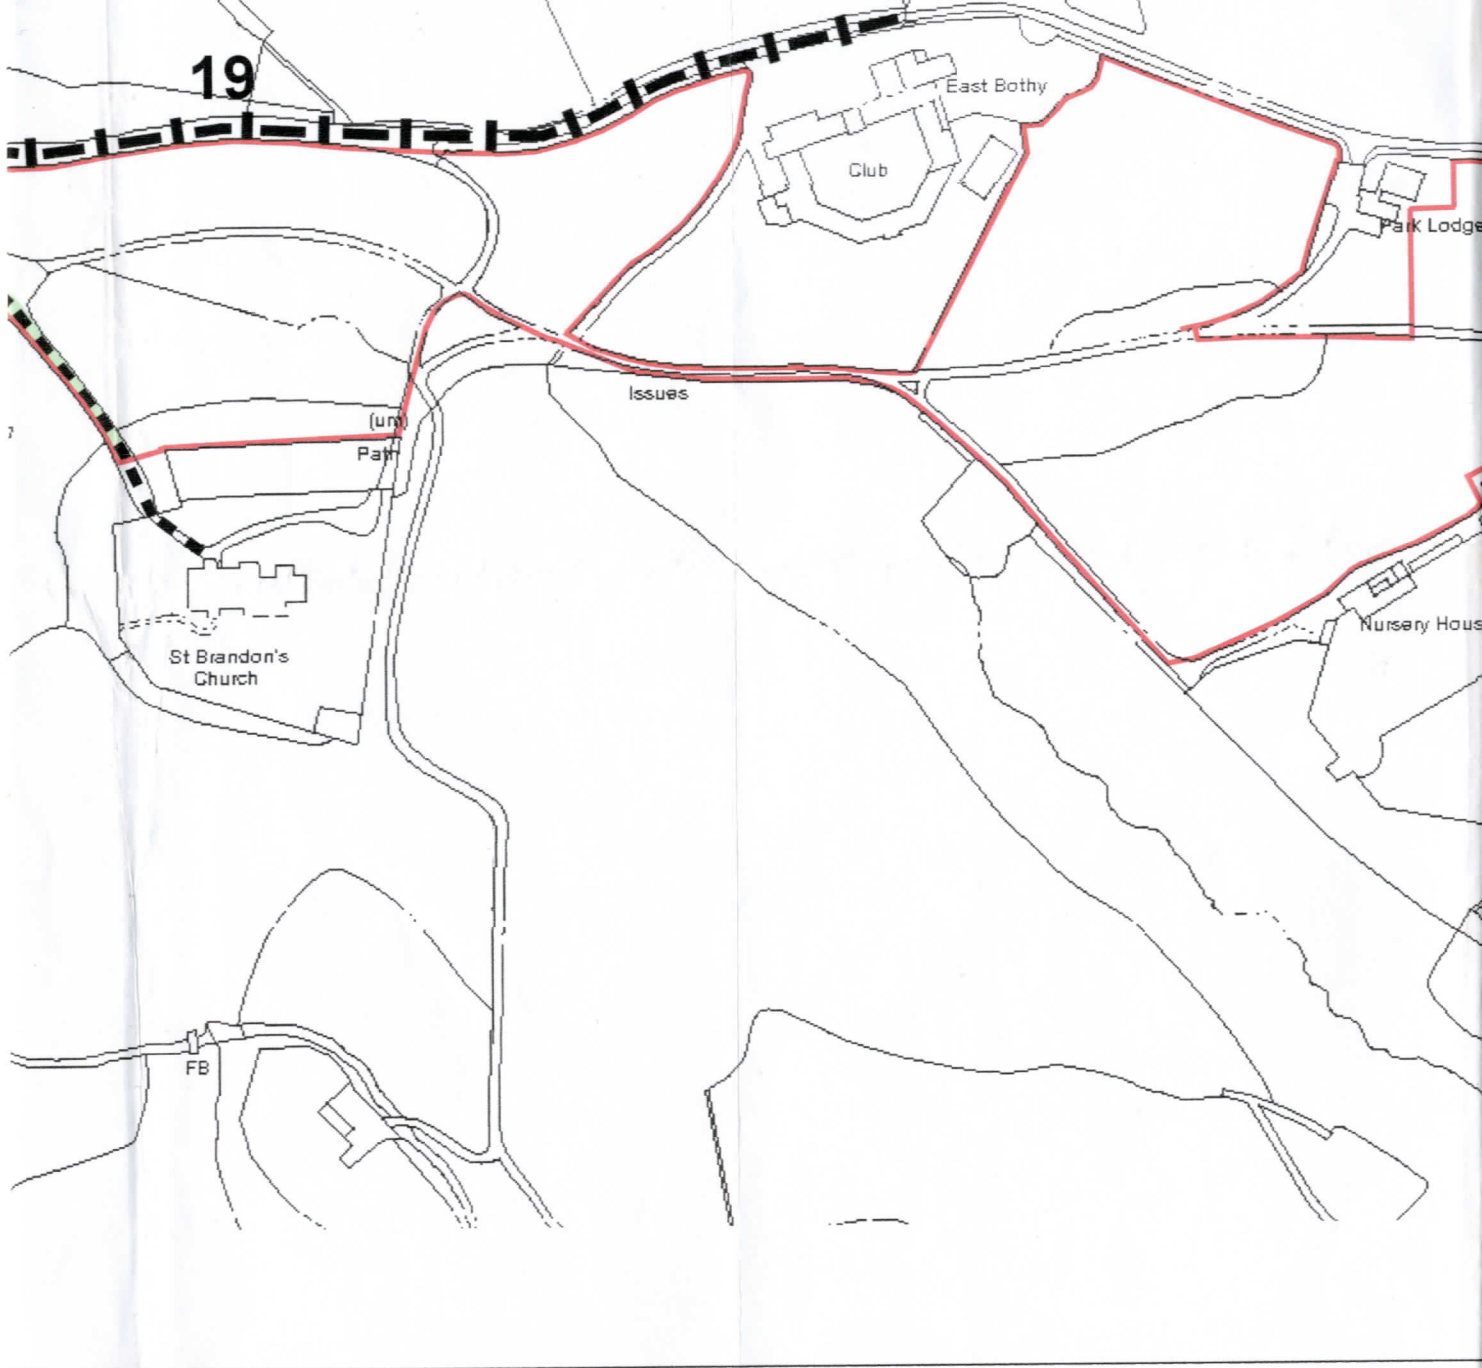 19
East Bothy
Club
Park Lodge
Issues
(um)
Path
Nursery Hous
St Brandon's
Church
FB